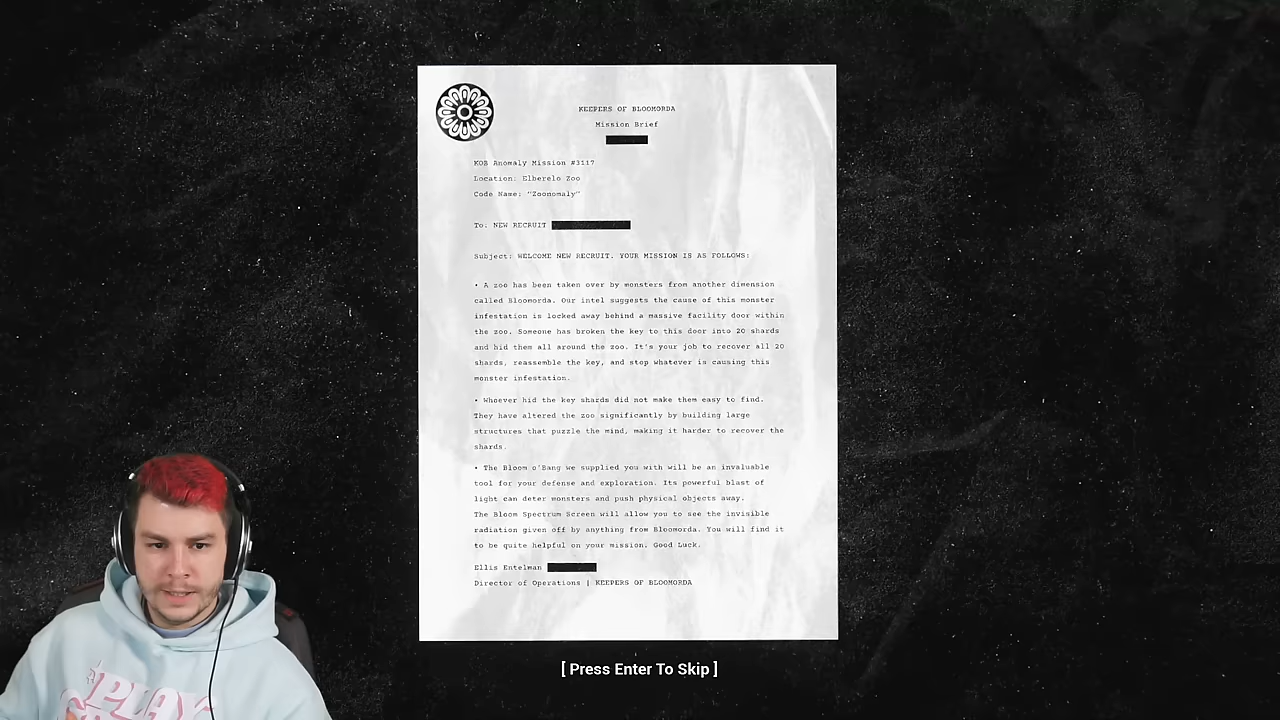 KEEPERS OF BLOOMORDA
Mission Brief
KOB Anomaly Mission #3117
Location: Elberelo Zoo
Code Name: "Zoonomaly"
To: NEW RECRUIT
Subject: WELCOME NEW RECRUIT. YOUR MISSION IS AS FOLLOWS:
• A zoo has been taken over by monsters from another dimension
called Bloomorda. Our intel suggests the cause of this monster
infestation is locked away behind a massive facility door within
the zoo. Someone has broken the key to this door into 20 shards
and hid them all around the zoo. It's your job to recover all 20
shards, reassemble the key, and stop whatever is causing this
monster infestation.
• Whoever hid the key shards did not make them easy to find.
They have altered the zoo significantly by building large
structures that puzzle the mind, making it harder to recover the
shards.
• The Bloom o'Bang we supplied you with will be an invaluable
tool for your defense and exploration. Its powerful blast of
light can deter monsters and push physical objects away.
The Bloom Spectrum Screen will allow you to see the invisible
radiation given off by anything from Bloomorda. You will find it
to be quite helpful on your mission. Good Luck.
Ellis Entelman
Director of Operations | KEEPERS OF BLOOMORDA
[ Press Enter To Skip ]
PLAY